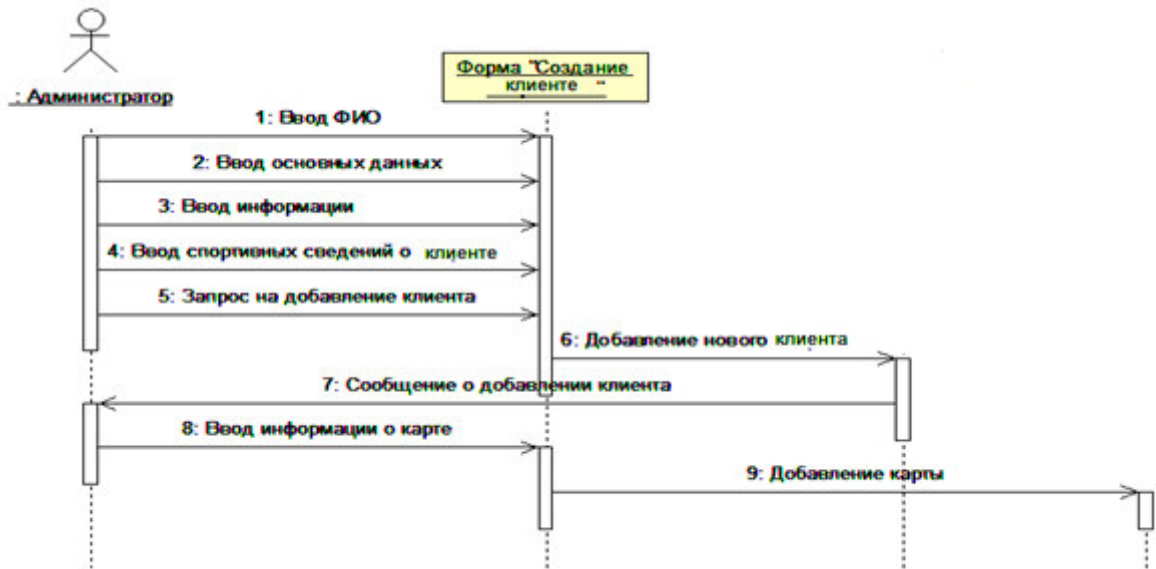 Форма "Создание
клиенте "
: Администратор
1: Ввод ФИО
2: Ввод основных данных
3: Ввод информации
4: Ввод спортивных сведений о клиенте
5: Запрос на добавление клиента
6: Добавление нового клиента
7: Сообщение о добавлении клиента
8: Ввод информации о карте
9: Добавление карты